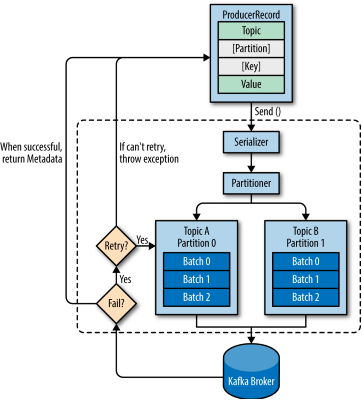 ProducerRecord
Topic
[Partition]
[Key]
Value
Send ()
When successful,
return Metadata
If can't retry,
throw exception
Serializer
Partitioner
Topic A
Partition 0
Batch 0
Batch 1
Batch 2
Topic B
Partition 1
Batch 0
Batch 1
Batch 2
Retry?
Yes
Yes
Fail?
Kafka Broker